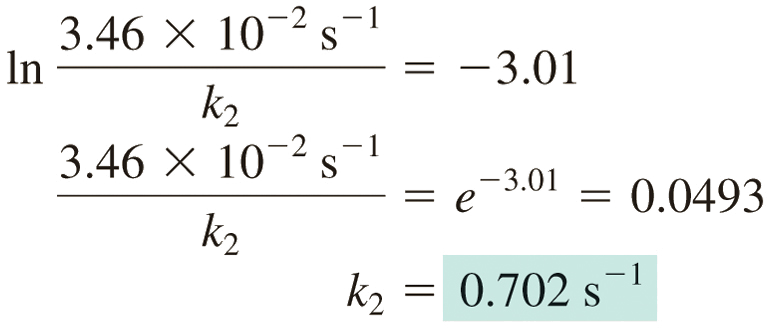 ln (3.46 × 10⁻² s⁻¹ / k₂) = −3.01
3.46 × 10⁻² s⁻¹ / k₂ = e⁻³·⁰¹ = 0.0493
k₂ = 0.702 s⁻¹